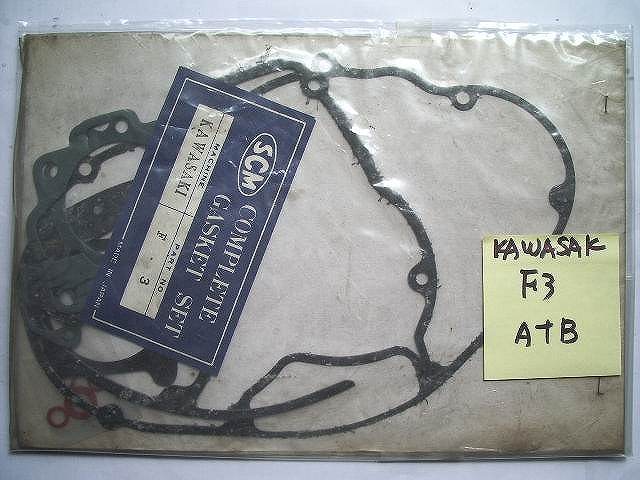 SCM
COMPLETE
GASKET SET
MACHINE
KAWASAKI
PART NO.
F - 3
MADE IN JAPAN
KAWASAK
F3
A+B